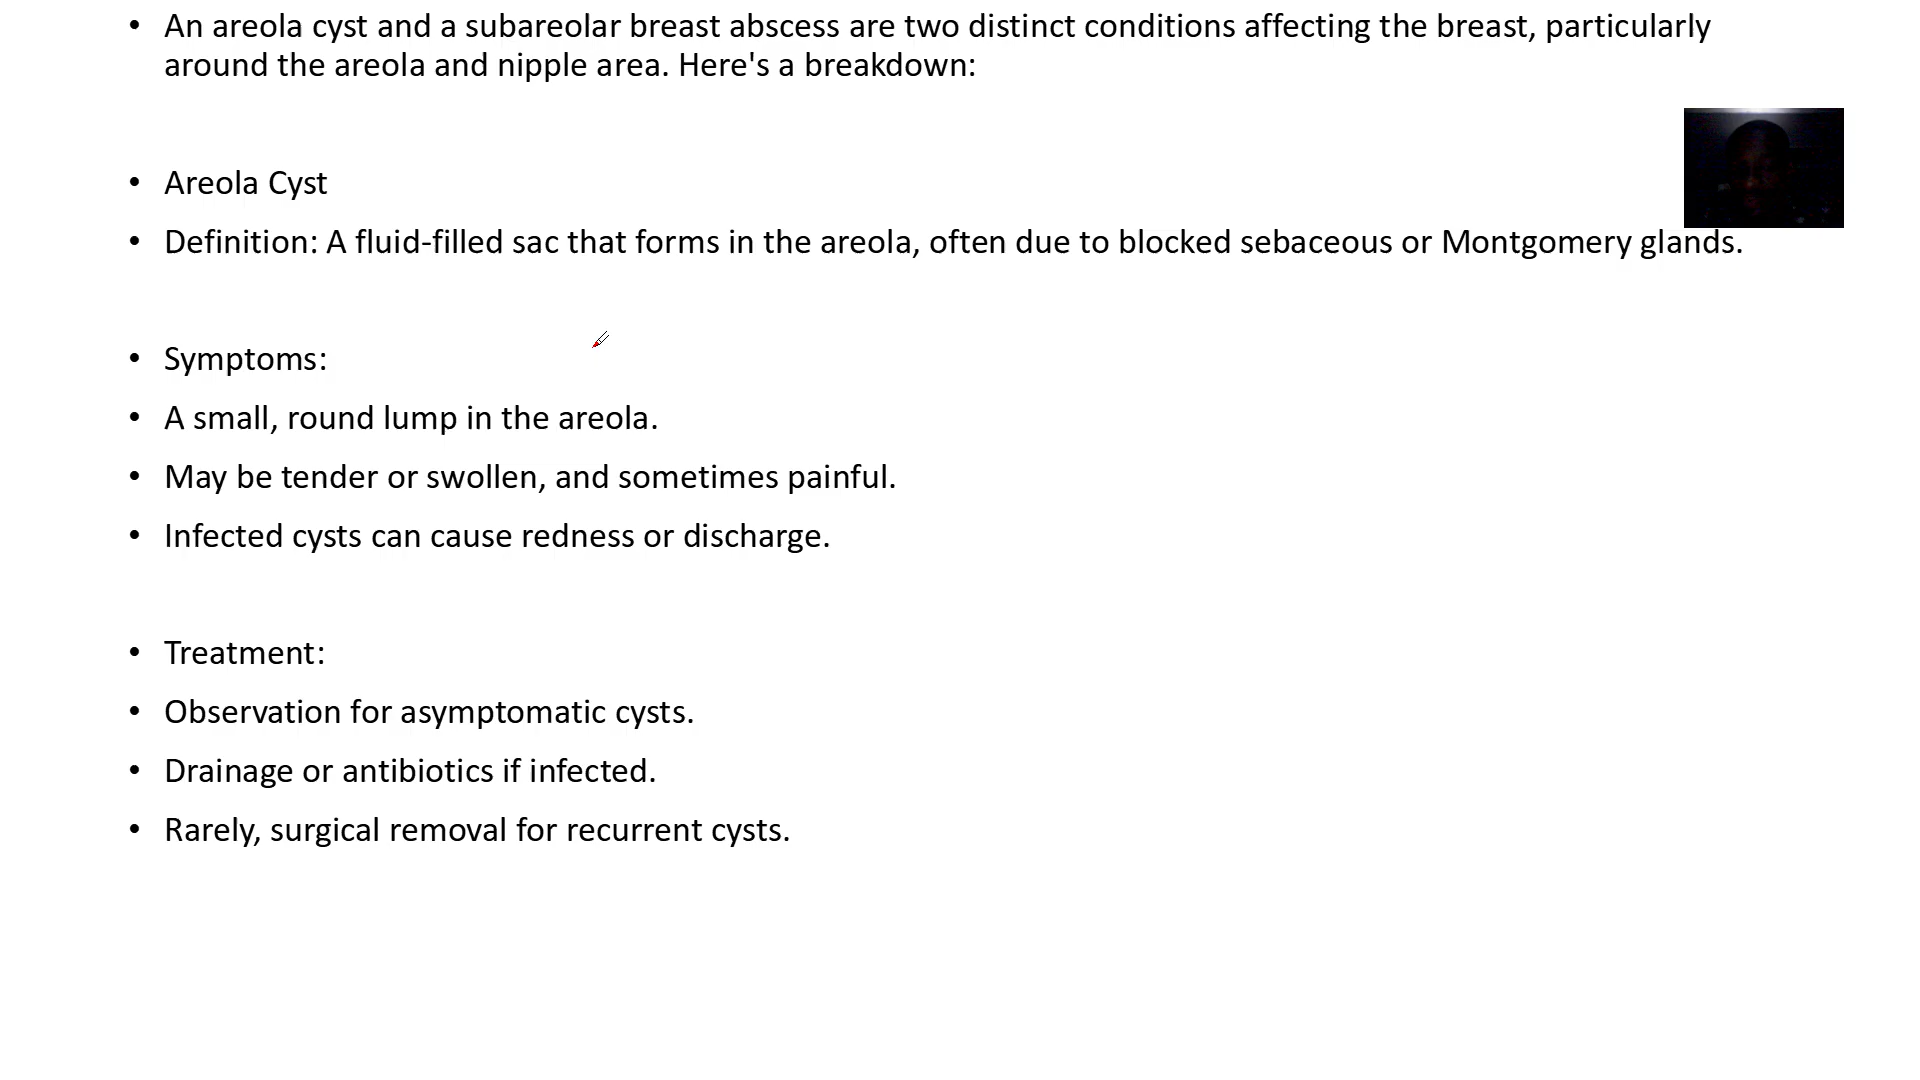 • An areola cyst and a subareolar breast abscess are two distinct conditions affecting the breast, particularly
around the areola and nipple area. Here's a breakdown:
• Areola Cyst
• Definition: A fluid-filled sac that forms in the areola, often due to blocked sebaceous or Montgomery glands.
• Symptoms:
• A small, round lump in the areola.
• May be tender or swollen, and sometimes painful.
• Infected cysts can cause redness or discharge.
• Treatment:
• Observation for asymptomatic cysts.
• Drainage or antibiotics if infected.
• Rarely, surgical removal for recurrent cysts.